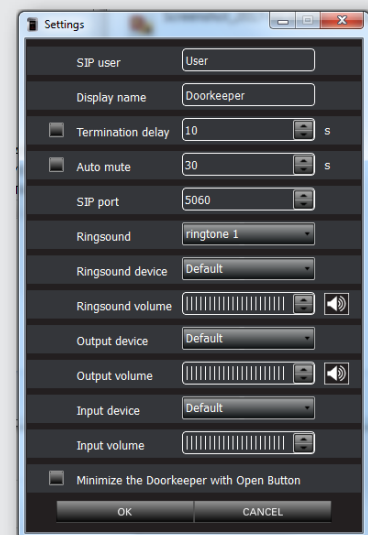 Settings
SIP user User
Display name Doorkeeper
Termination delay 10 s
Auto mute 30 s
SIP port 5060
Ringsound ringtone 1
Ringsound device Default
Ringsound volume
Output device Default
Output volume
Input device Default
Input volume
Minimize the Doorkeeper with Open Button
OK CANCEL